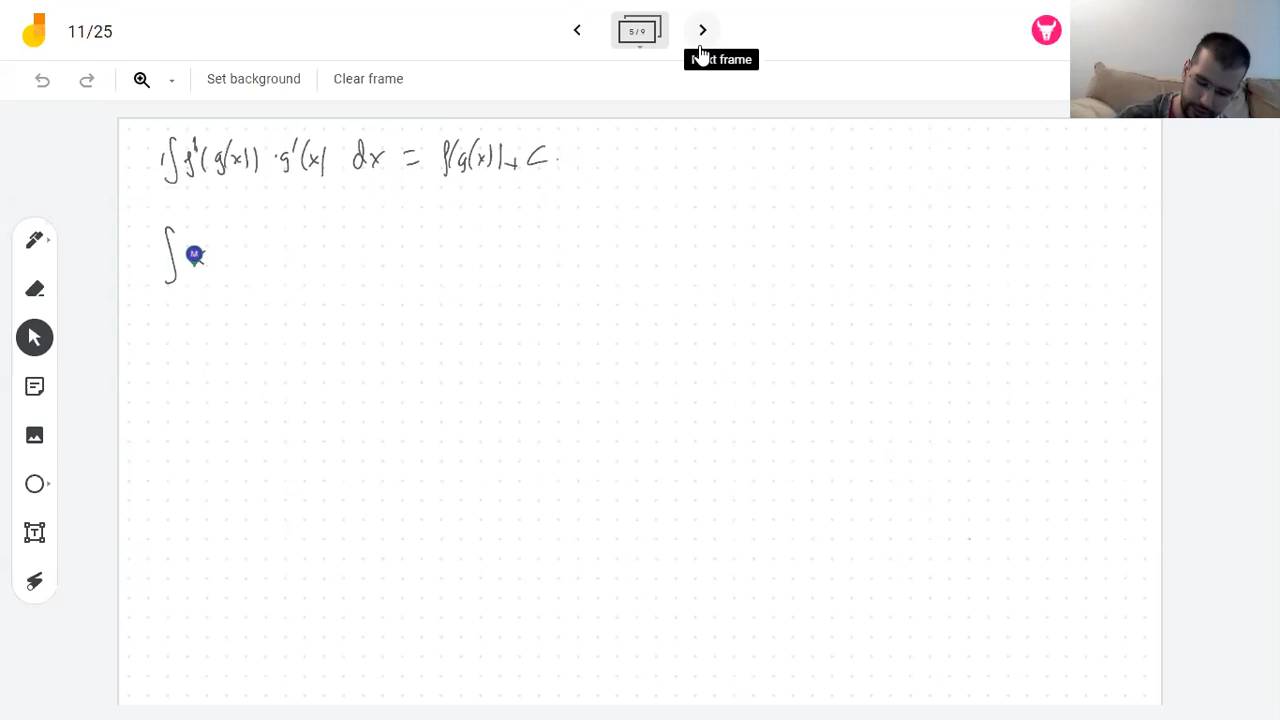 11/25
5 / 9
Next frame
Set background
Clear frame
∫ f'(g(x)) · g'(x) dx = f(g(x)) + C
∫
M
T